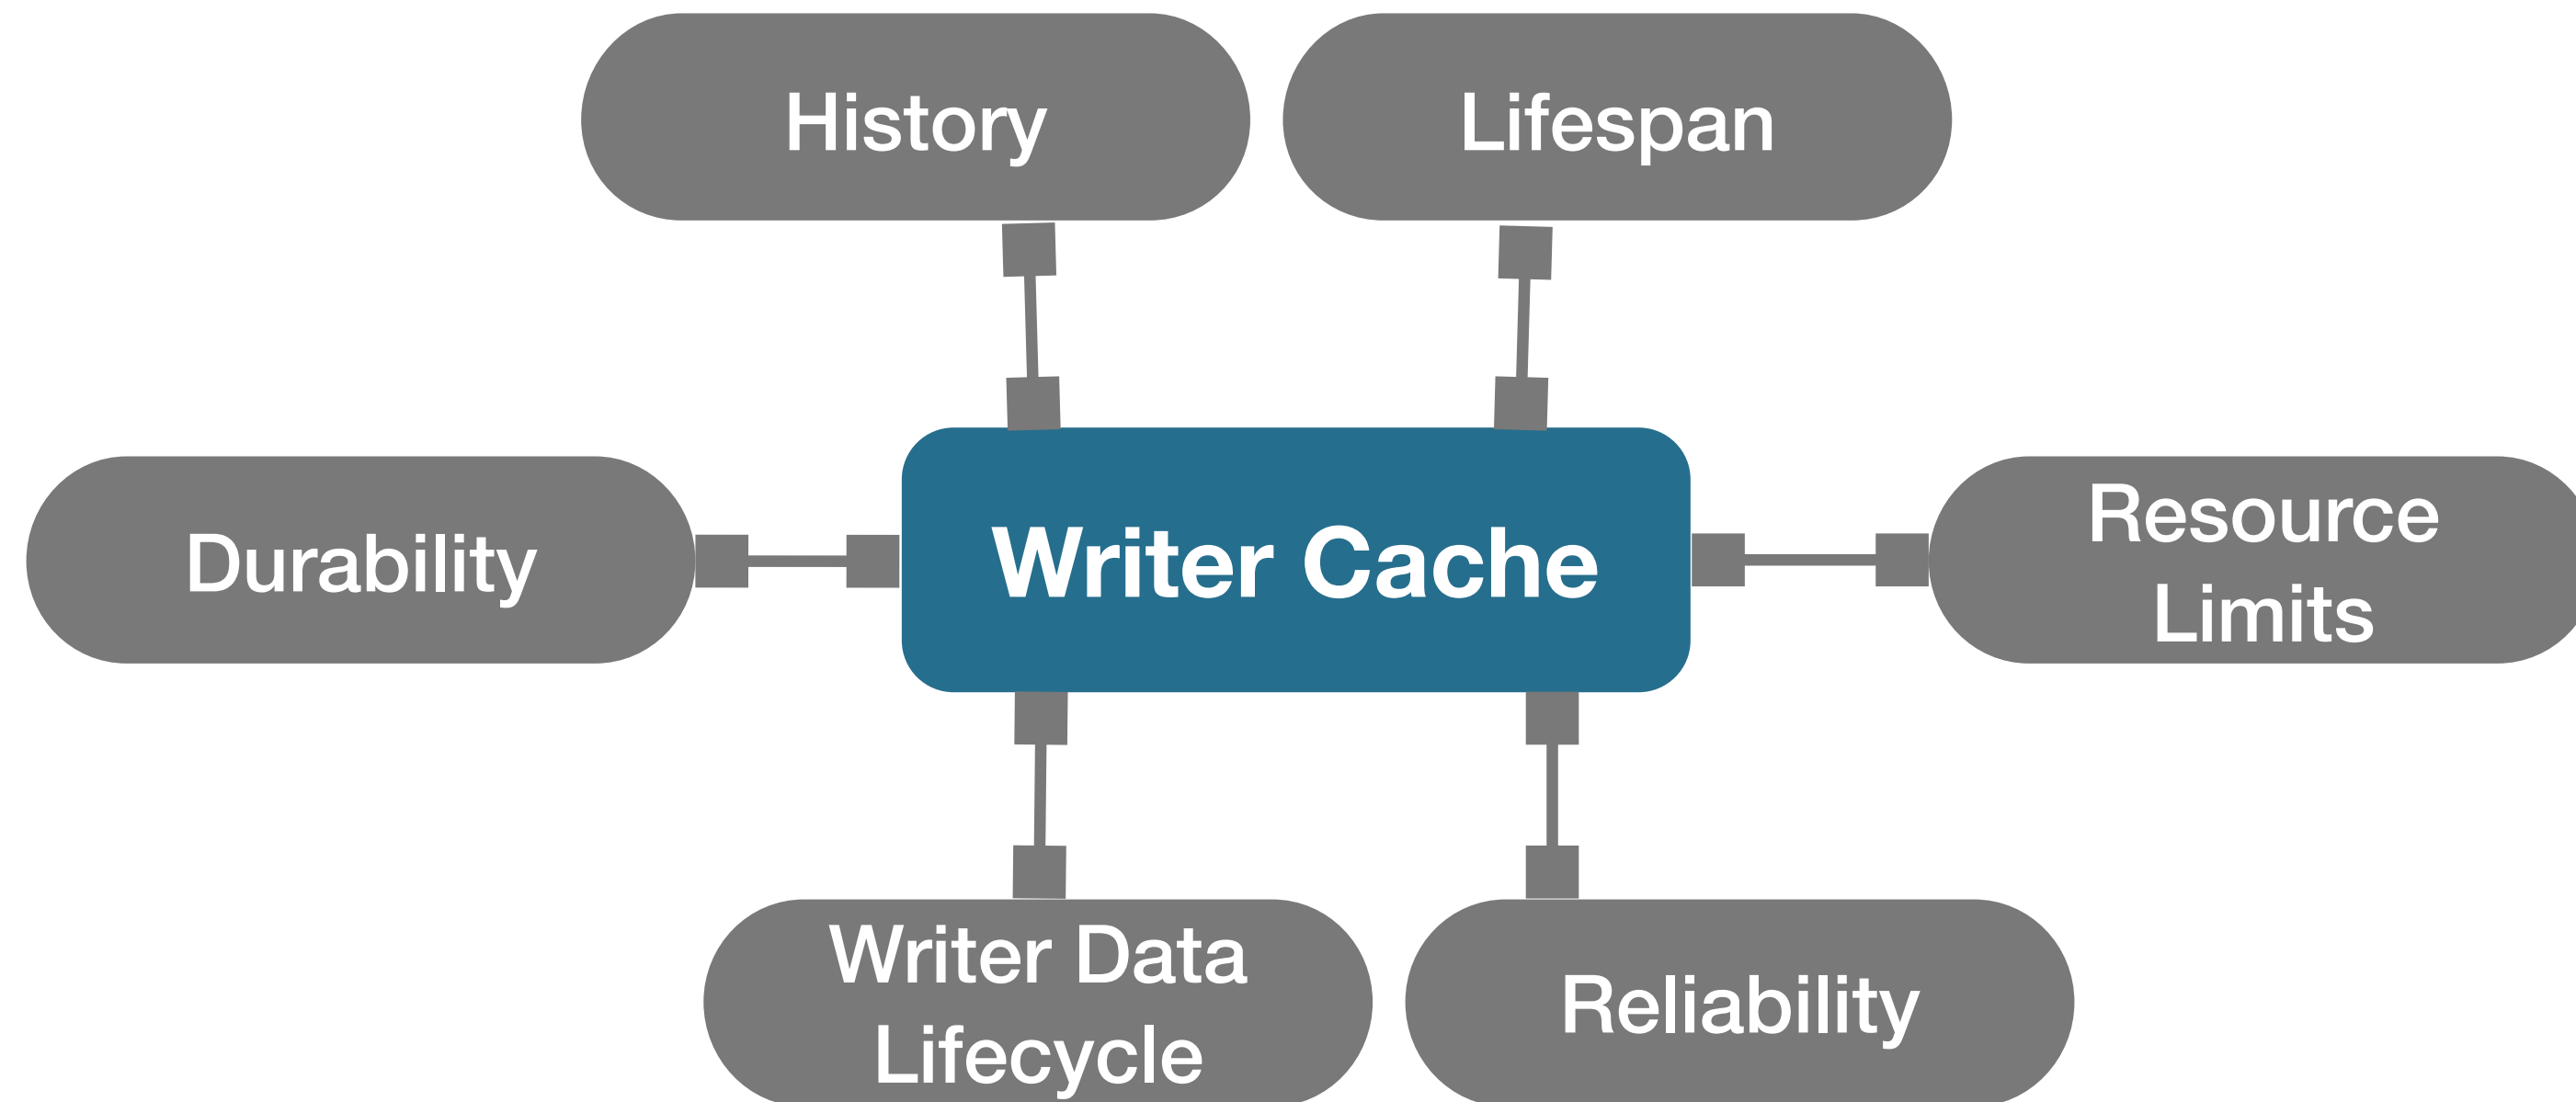 History
Lifespan
Durability
Writer Cache
Resource
Limits
Writer Data
Lifecycle
Reliability